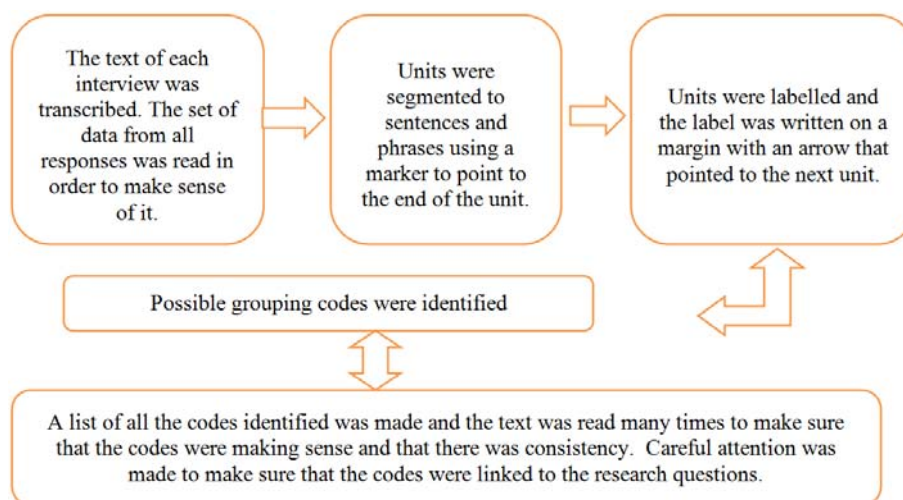 The text of each
interview was
transcribed. The set of
data from all
responses was read in
order to make sense
of it.
Units were
segmented to
sentences and
phrases using a
marker to point to
the end of the unit.
Units were labelled and
the label was written on a
margin with an arrow that
pointed to the next unit.
Possible grouping codes were identified
A list of all the codes identified was made and the text was read many times to make sure
that the codes were making sense and that there was consistency.  Careful attention was
made to make sure that the codes were linked to the research questions.